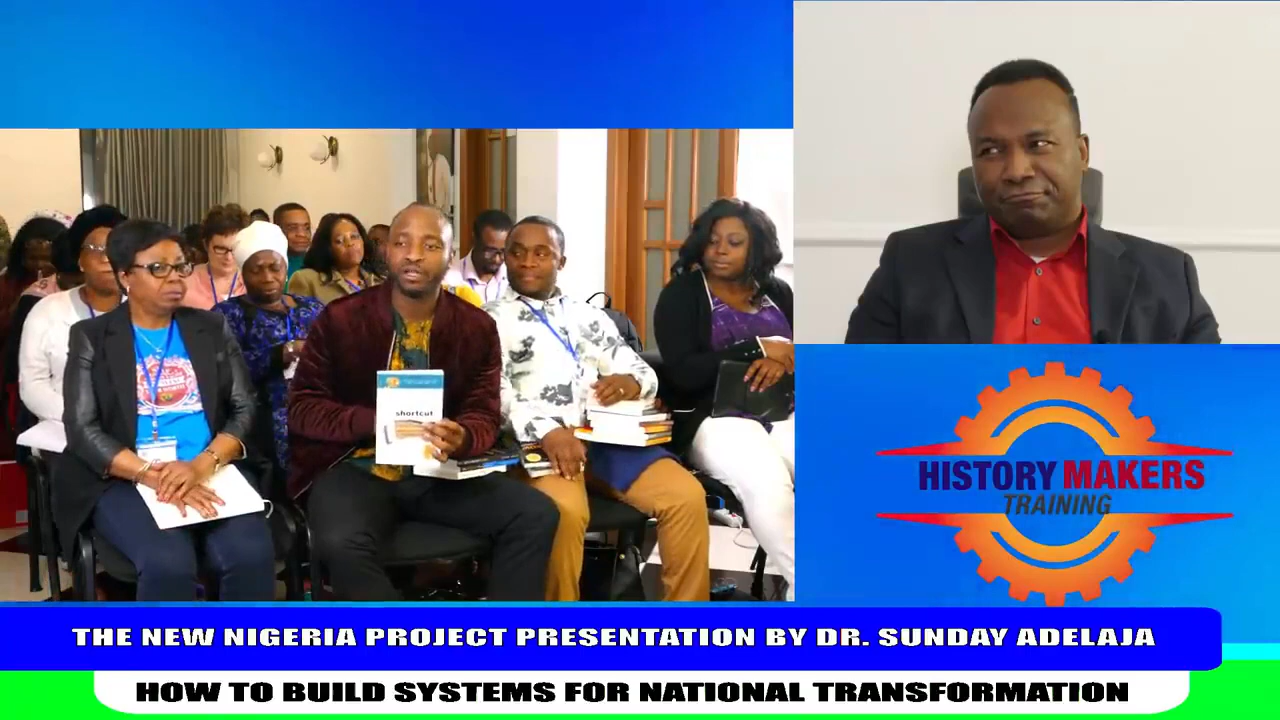 shortcut
HISTORY MAKERS
TRAINING
THE NEW NIGERIA PROJECT PRESENTATION BY DR. SUNDAY ADELAJA
HOW TO BUILD SYSTEMS FOR NATIONAL TRANSFORMATION